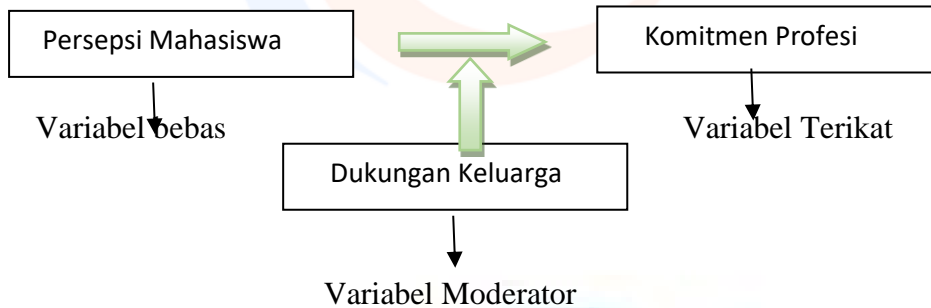 Persepsi Mahasiswa
Komitmen Profesi
Variabel bebas
Variabel Terikat
Dukungan Keluarga
Variabel Moderator